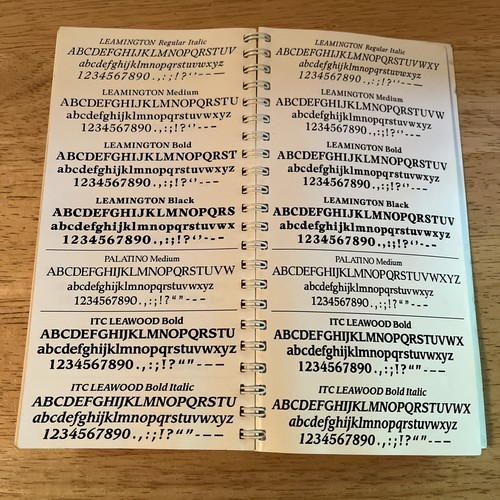 LEAMINGTON Regular Italic
ABCDEFGHIJKLMNOPQRSTUV
abcdefghijklmnopqrstuvwxyz
1234567890.,:;!?‘’---
LEAMINGTON Medium
ABCDEFGHIJKLMNOPQRSTU
abcdefghijklmnopqrstuvwxyz
1234567890.,:;!?‘’---
LEAMINGTON Bold
ABCDEFGHIJKLMNOPQRST
abcdefghijklmnopqrstuvwxyz
1234567890.,:;!?‘’---
LEAMINGTON Black
ABCDEFGHIJKLMNOPQRS
abcdefghijklmnopqrstuvwx
1234567890.,:;!?‘’---
PALATINO Medium
ABCDEFGHIJKLMNOPQRSTUVW
abcdefghijklmnopqrstuvwxyz
1234567890.,:;!?“”---
ITC LEAWOOD Bold
ABCDEFGHIJKLMNOPQRSTU
abcdefghijklmnopqrstuvwxyz
1234567890.,:;!?“”---
ITC LEAWOOD Bold Italic
ABCDEFGHIJKLMNOPQRSTU
abcdefghijklmnopqrstuvwxyz
1234567890.,:;!?“”---
LEAMINGTON Regular Italic
ABCDEFGHIJKLMNOPQRSTUVWXY
abcdefghijklmnopqrstuvwxyz
1234567890.,:;!?‘’---
LEAMINGTON Medium
ABCDEFGHIJKLMNOPQRSTUVW
abcdefghijklmnopqrstuvwxyz
1234567890.,:;!?‘’---
LEAMINGTON Bold
ABCDEFGHIJKLMNOPQRSTUV
abcdefghijklmnopqrstuvwxyz
1234567890.,:;!?‘’---
LEAMINGTON Black
ABCDEFGHIJKLMNOPQRSTUV
abcdefghijklmnopqrstuvwxyz
1234567890.,:;!?‘’---
PALATINO Medium
ABCDEFGHIJKLMNOPQRSTUVWXYZ
abcdefghijklmnopqrstuvwxyz
1234567890.,:;!?“”---
ITC LEAWOOD Bold
ABCDEFGHIJKLMNOPQRSTUVWX
abcdefghijklmnopqrstuvwxyz
1234567890.,:;!?“”---
ITC LEAWOOD Bold Italic
ABCDEFGHIJKLMNOPQRSTUVWX
abcdefghijklmnopqrstuvwxyz
1234567890.,:;!?“”---